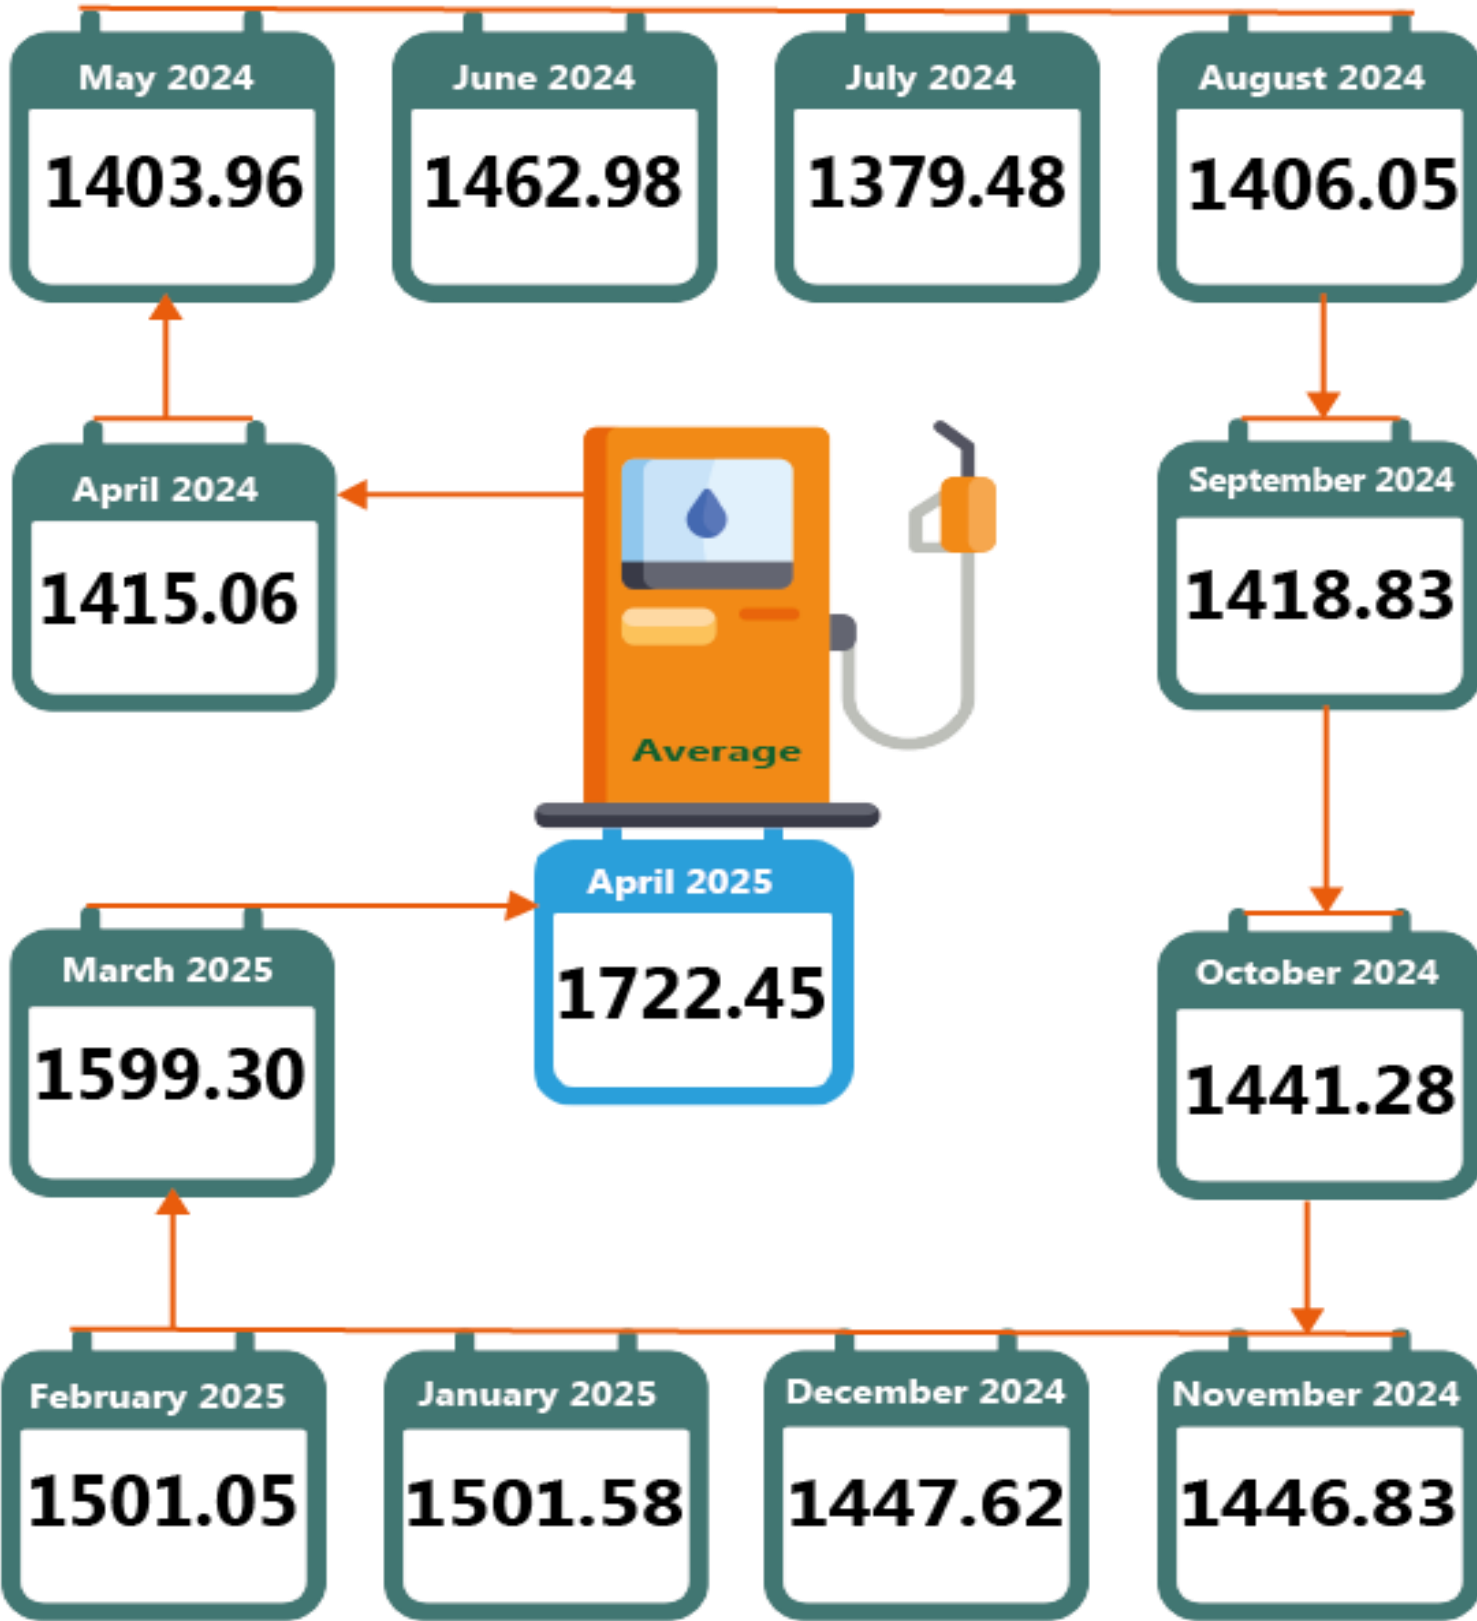 May 2024
1403.96
June 2024
1462.98
July 2024
1379.48
August 2024
1406.05
April 2024
1415.06
September 2024
1418.83
Average
April 2025
1722.45
March 2025
1599.30
October 2024
1441.28
February 2025
1501.05
January 2025
1501.58
December 2024
1447.62
November 2024
1446.83